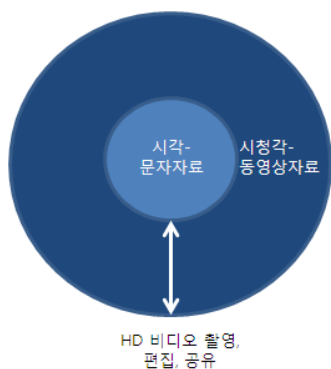 시각-
문자자료
시청각-
동영상자료
HD 비디오 촬영,
편집, 공유